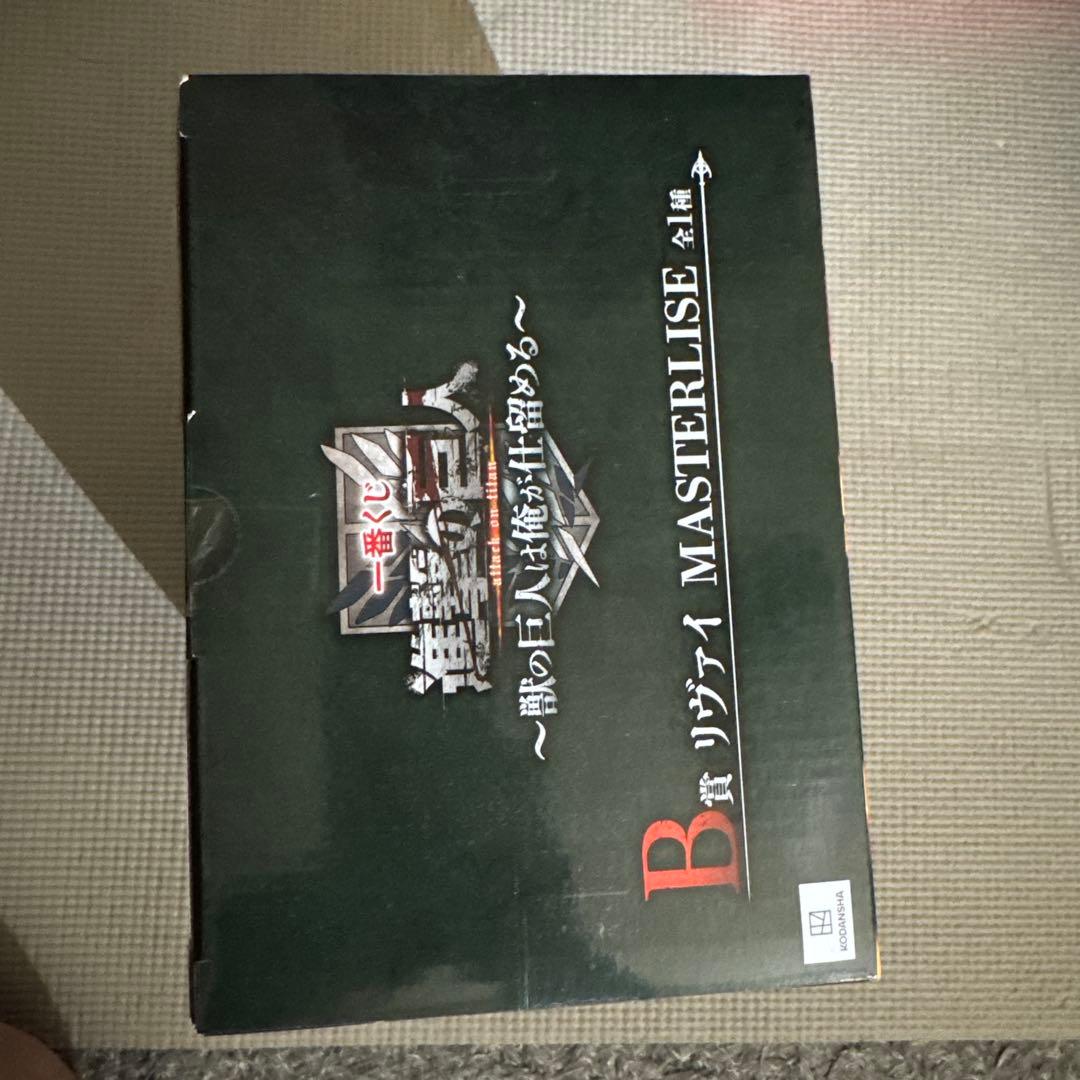 一番くじ
進撃の巨人
attack on titan
～獣の巨人は俺が仕留める～
B賞 リヴァイ MASTERLISE 全1種
KODANSHA